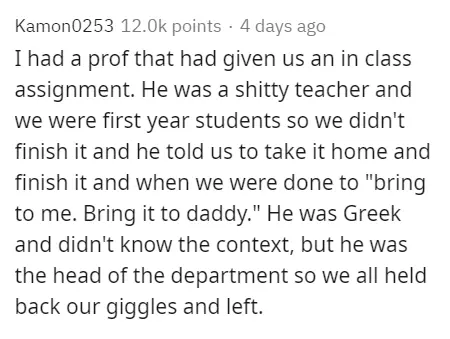 Kamon0253 12.0k points · 4 days ago
I had a prof that had given us an in class
assignment. He was a shitty teacher and
we were first year students so we didn't
finish it and he told us to take it home and
finish it and when we were done to "bring
to me. Bring it to daddy." He was Greek
and didn't know the context, but he was
the head of the department so we all held
back our giggles and left.